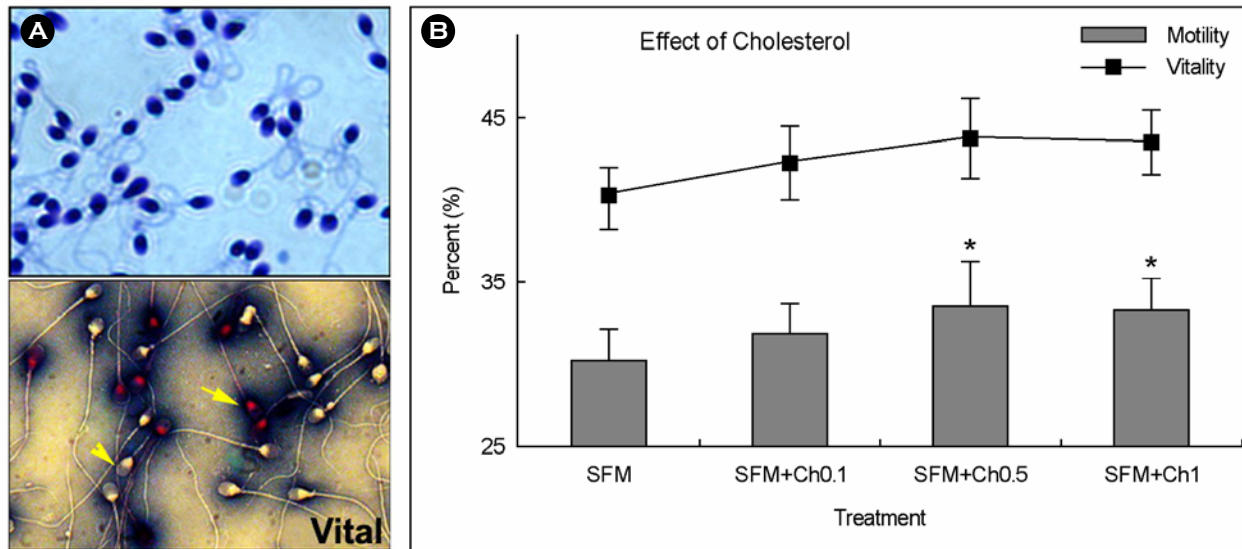 A
Vital
B
Effect of Cholesterol
Motility
Vitality
45
35
25
Percent (%)
*
*
SFM
SFM+Ch0.1
SFM+Ch0.5
SFM+Ch1
Treatment